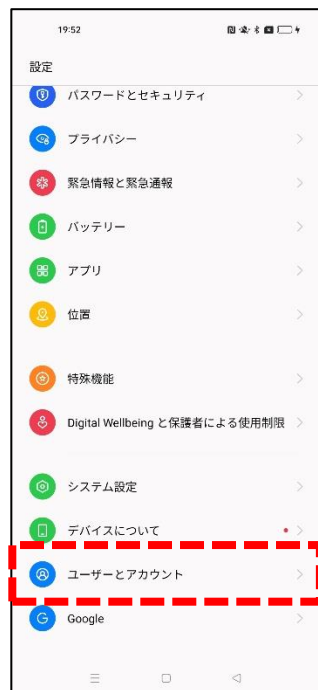 19:52
設定
パスワードとセキュリティ
プライバシー
緊急情報と緊急通報
バッテリー
アプリ
位置
特殊機能
Digital Wellbeing と保護者による使用制限
システム設定
デバイスについて
ユーザーとアカウント
Google